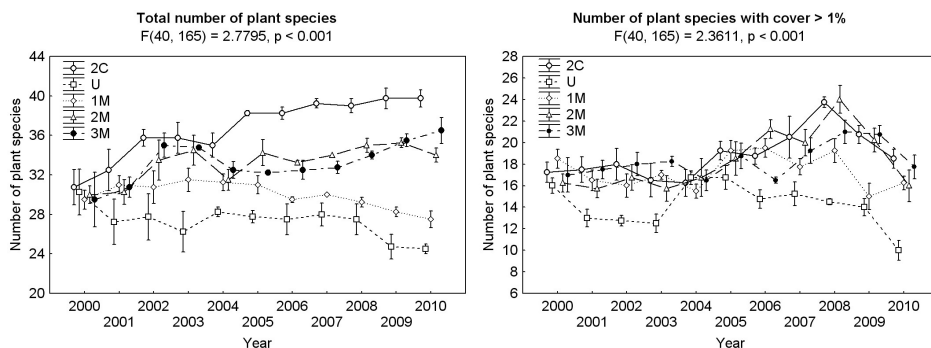 Total number of plant species
F(40, 165) = 2.7795, p < 0.001
Number of plant species
44
40
36
32
28
24
20
2C
U
1M
2M
3M
2000 2002 2004 2006 2008 2010
2001 2003 2005 2007 2009
Year
Number of plant species with cover > 1%
F(40, 165) = 2.3611, p < 0.001
Number of plant species
28
26
24
22
20
18
16
14
12
10
8
6
2C
U
1M
2M
3M
2000 2002 2004 2006 2008 2010
2001 2003 2005 2007 2009
Year